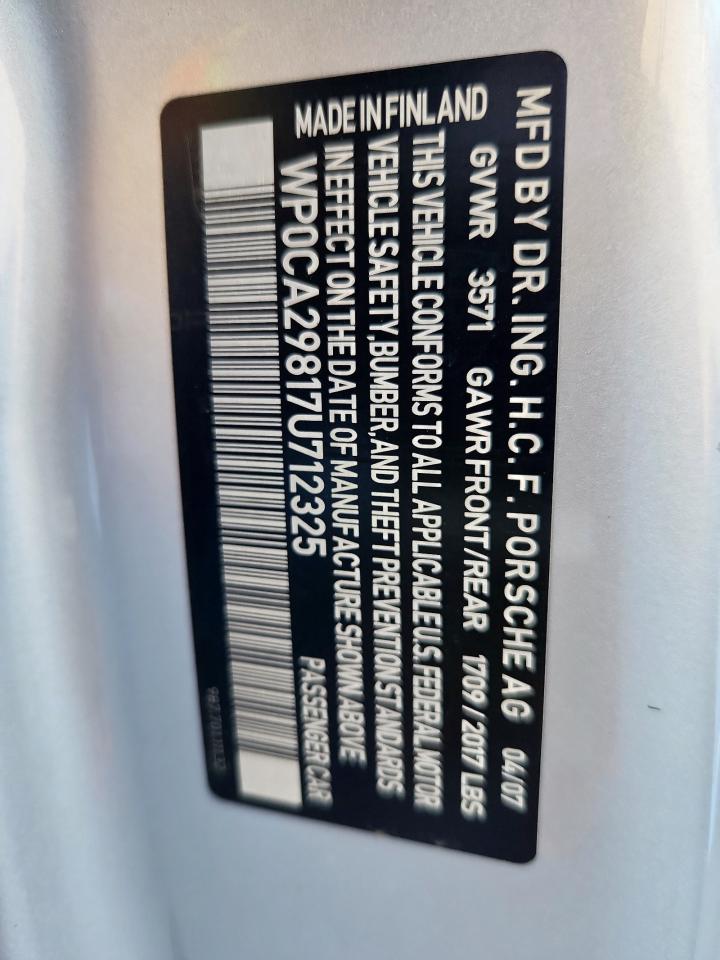 MFD BY DR. ING. H.C. F. PORSCHE AG 04/07
GVWR 3571 GAWR FRONT/REAR 1709/2017 LBS
THIS VEHICLE CONFORMS TO ALL APPLICABLE U.S. FEDERAL MOTOR
VEHICLE SAFETY, BUMBER, AND THEFT PREVENTION STANDARDS
IN EFFECT ON THE DATE OF MANUFACTURE SHOWN ABOVE
MADE IN FINLAND
WP0CA29817U712325 PASSENGER CAR